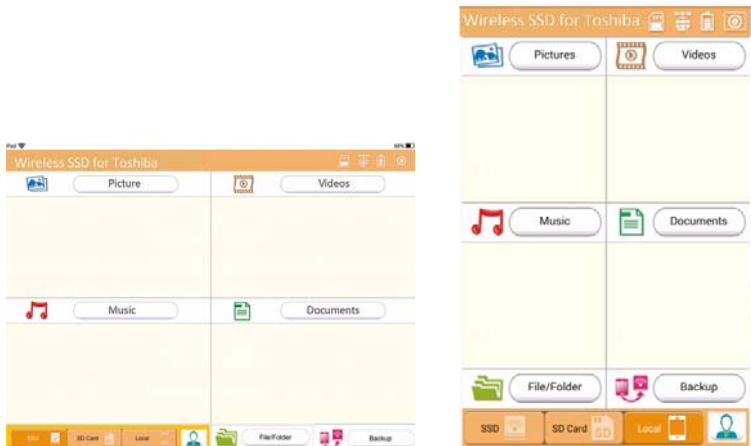 iPad
66%
Wireless SSD for Toshiba
Picture
Videos
Music
Documents
SSD
SD Card
Local
File/Folder
Backup
Wireless SSD for Toshiba
Pictures
Videos
Music
Documents
File/Folder
Backup
SSD
SD Card
SD
Local